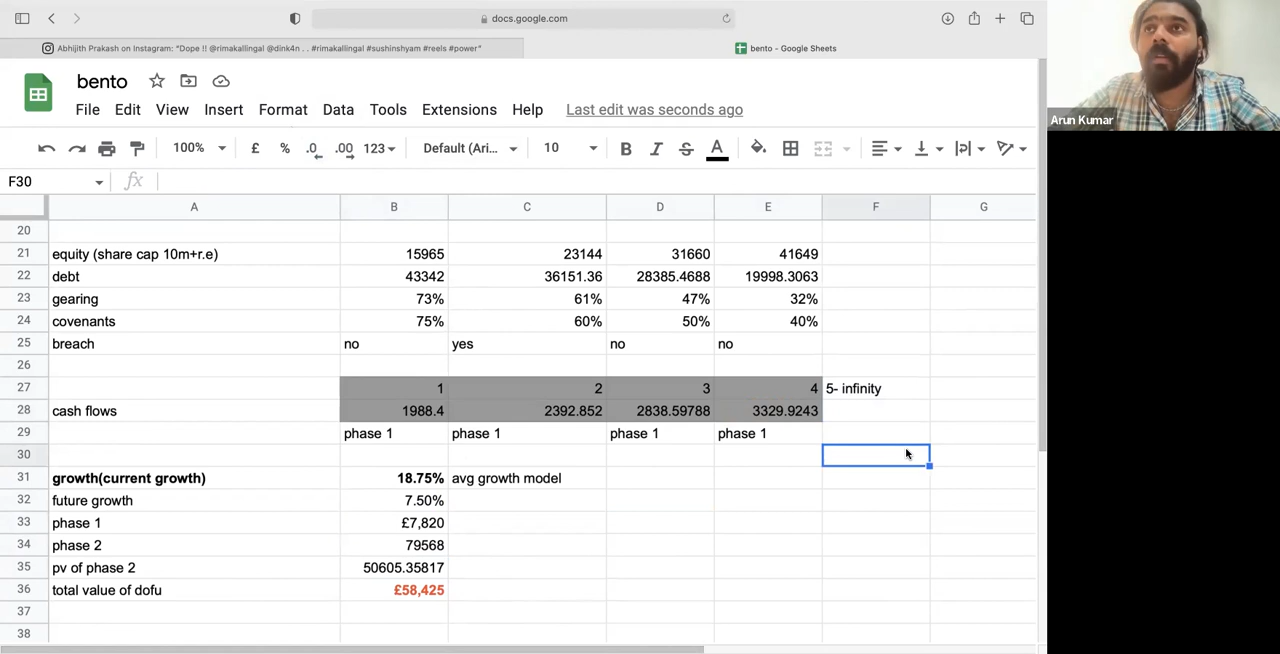 docs.google.com
Abhijith Prakash on Instagram: "Dope !! @rimakallingal @dink4n . . #rimakallingal #sushinshyam #reels #power"
bento - Google Sheets
bento
File Edit View Insert Format Data Tools Extensions Help Last edit was seconds ago
100% £ % .0 .00 123 Default (Ari... 10 B I S A
F30 fx
A B C D E F G
20
21 equity (share cap 10m+r.e) 15965 23144 31660 41649
22 debt 43342 36151.36 28385.4688 19998.3063
23 gearing 73% 61% 47% 32%
24 covenants 75% 60% 50% 40%
25 breach no yes no no
26
27 1 2 3 4 5- infinity
28 cash flows 1988.4 2392.852 2838.59788 3329.9243
29 phase 1 phase 1 phase 1 phase 1
30
31 growth(current growth) 18.75% avg growth model
32 future growth 7.50%
33 phase 1 £7,820
34 phase 2 79568
35 pv of phase 2 50605.35817
36 total value of dofu £58,425
37
38
Arun Kumar